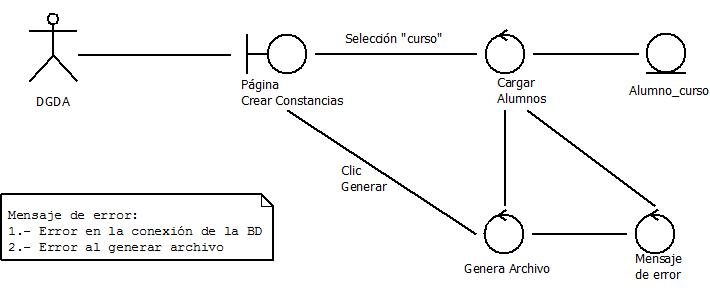 Selección "curso"
DGDA
Página
Crear Constancias
Cargar
Alumnos
Alumno_curso
Clic
Generar
Mensaje de error:
1.- Error en la conexión de la BD
2.- Error al generar archivo
Genera Archivo
Mensaje
de error